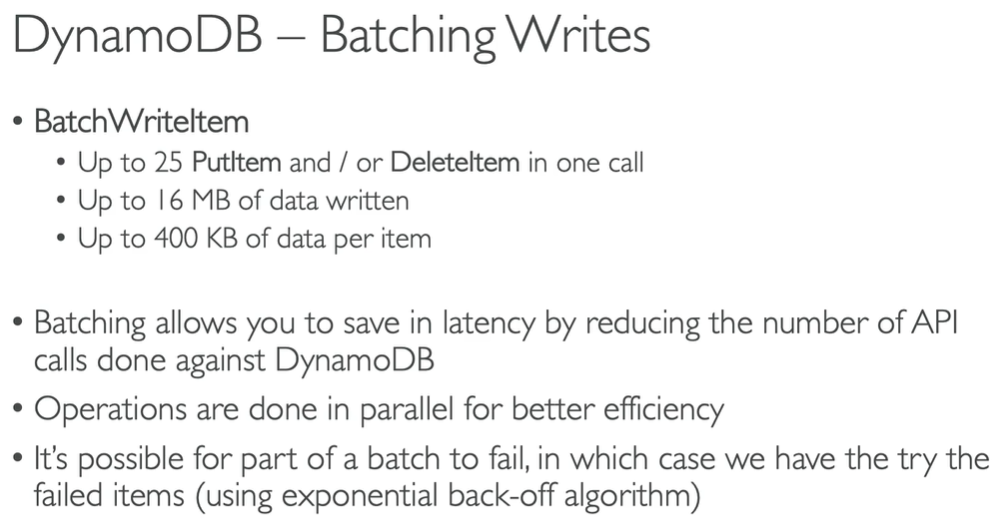 DynamoDB – Batching Writes
• BatchWriteItem
• Up to 25 PutItem and / or DeleteItem in one call
• Up to 16 MB of data written
• Up to 400 KB of data per item
• Batching allows you to save in latency by reducing the number of API
calls done against DynamoDB
• Operations are done in parallel for better efficiency
• It's possible for part of a batch to fail, in which case we have the try the
failed items (using exponential back-off algorithm)